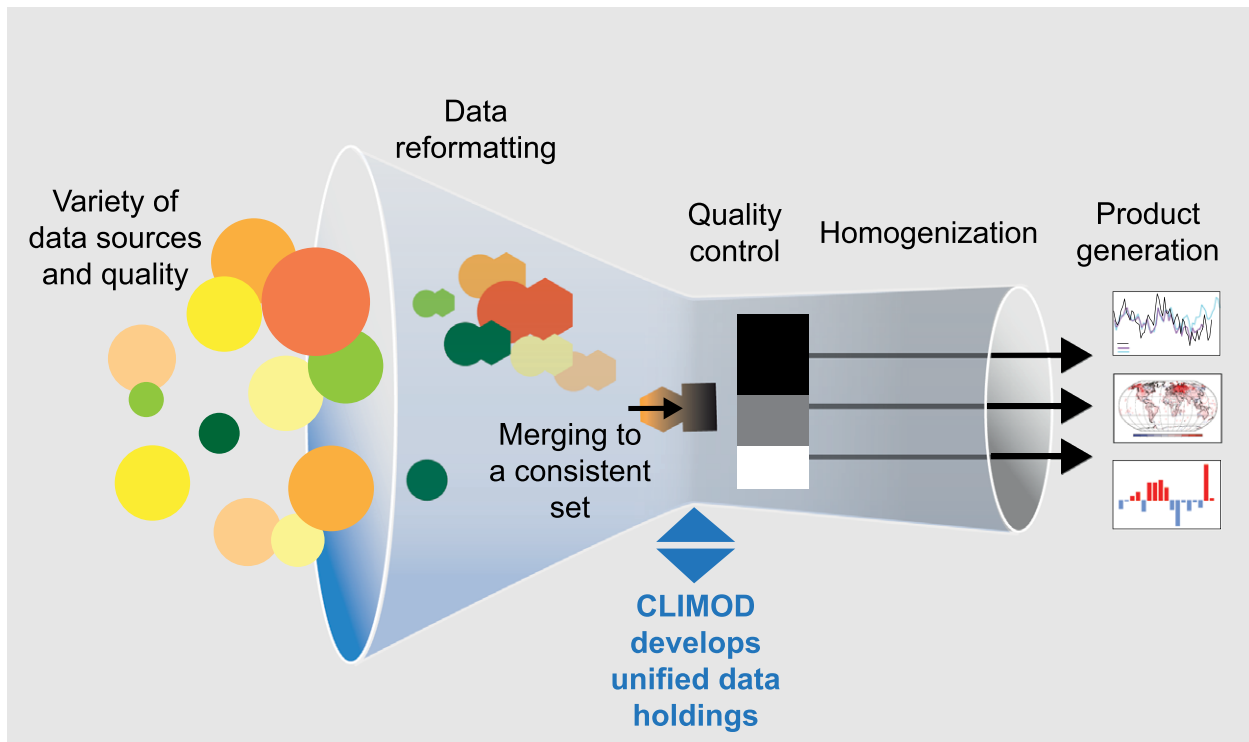 Variety of
data sources
and quality
Data
reformatting
Merging to
a consistent
set
Quality
control
Homogenization
Product
generation
CLIMOD
develops
unified data
holdings